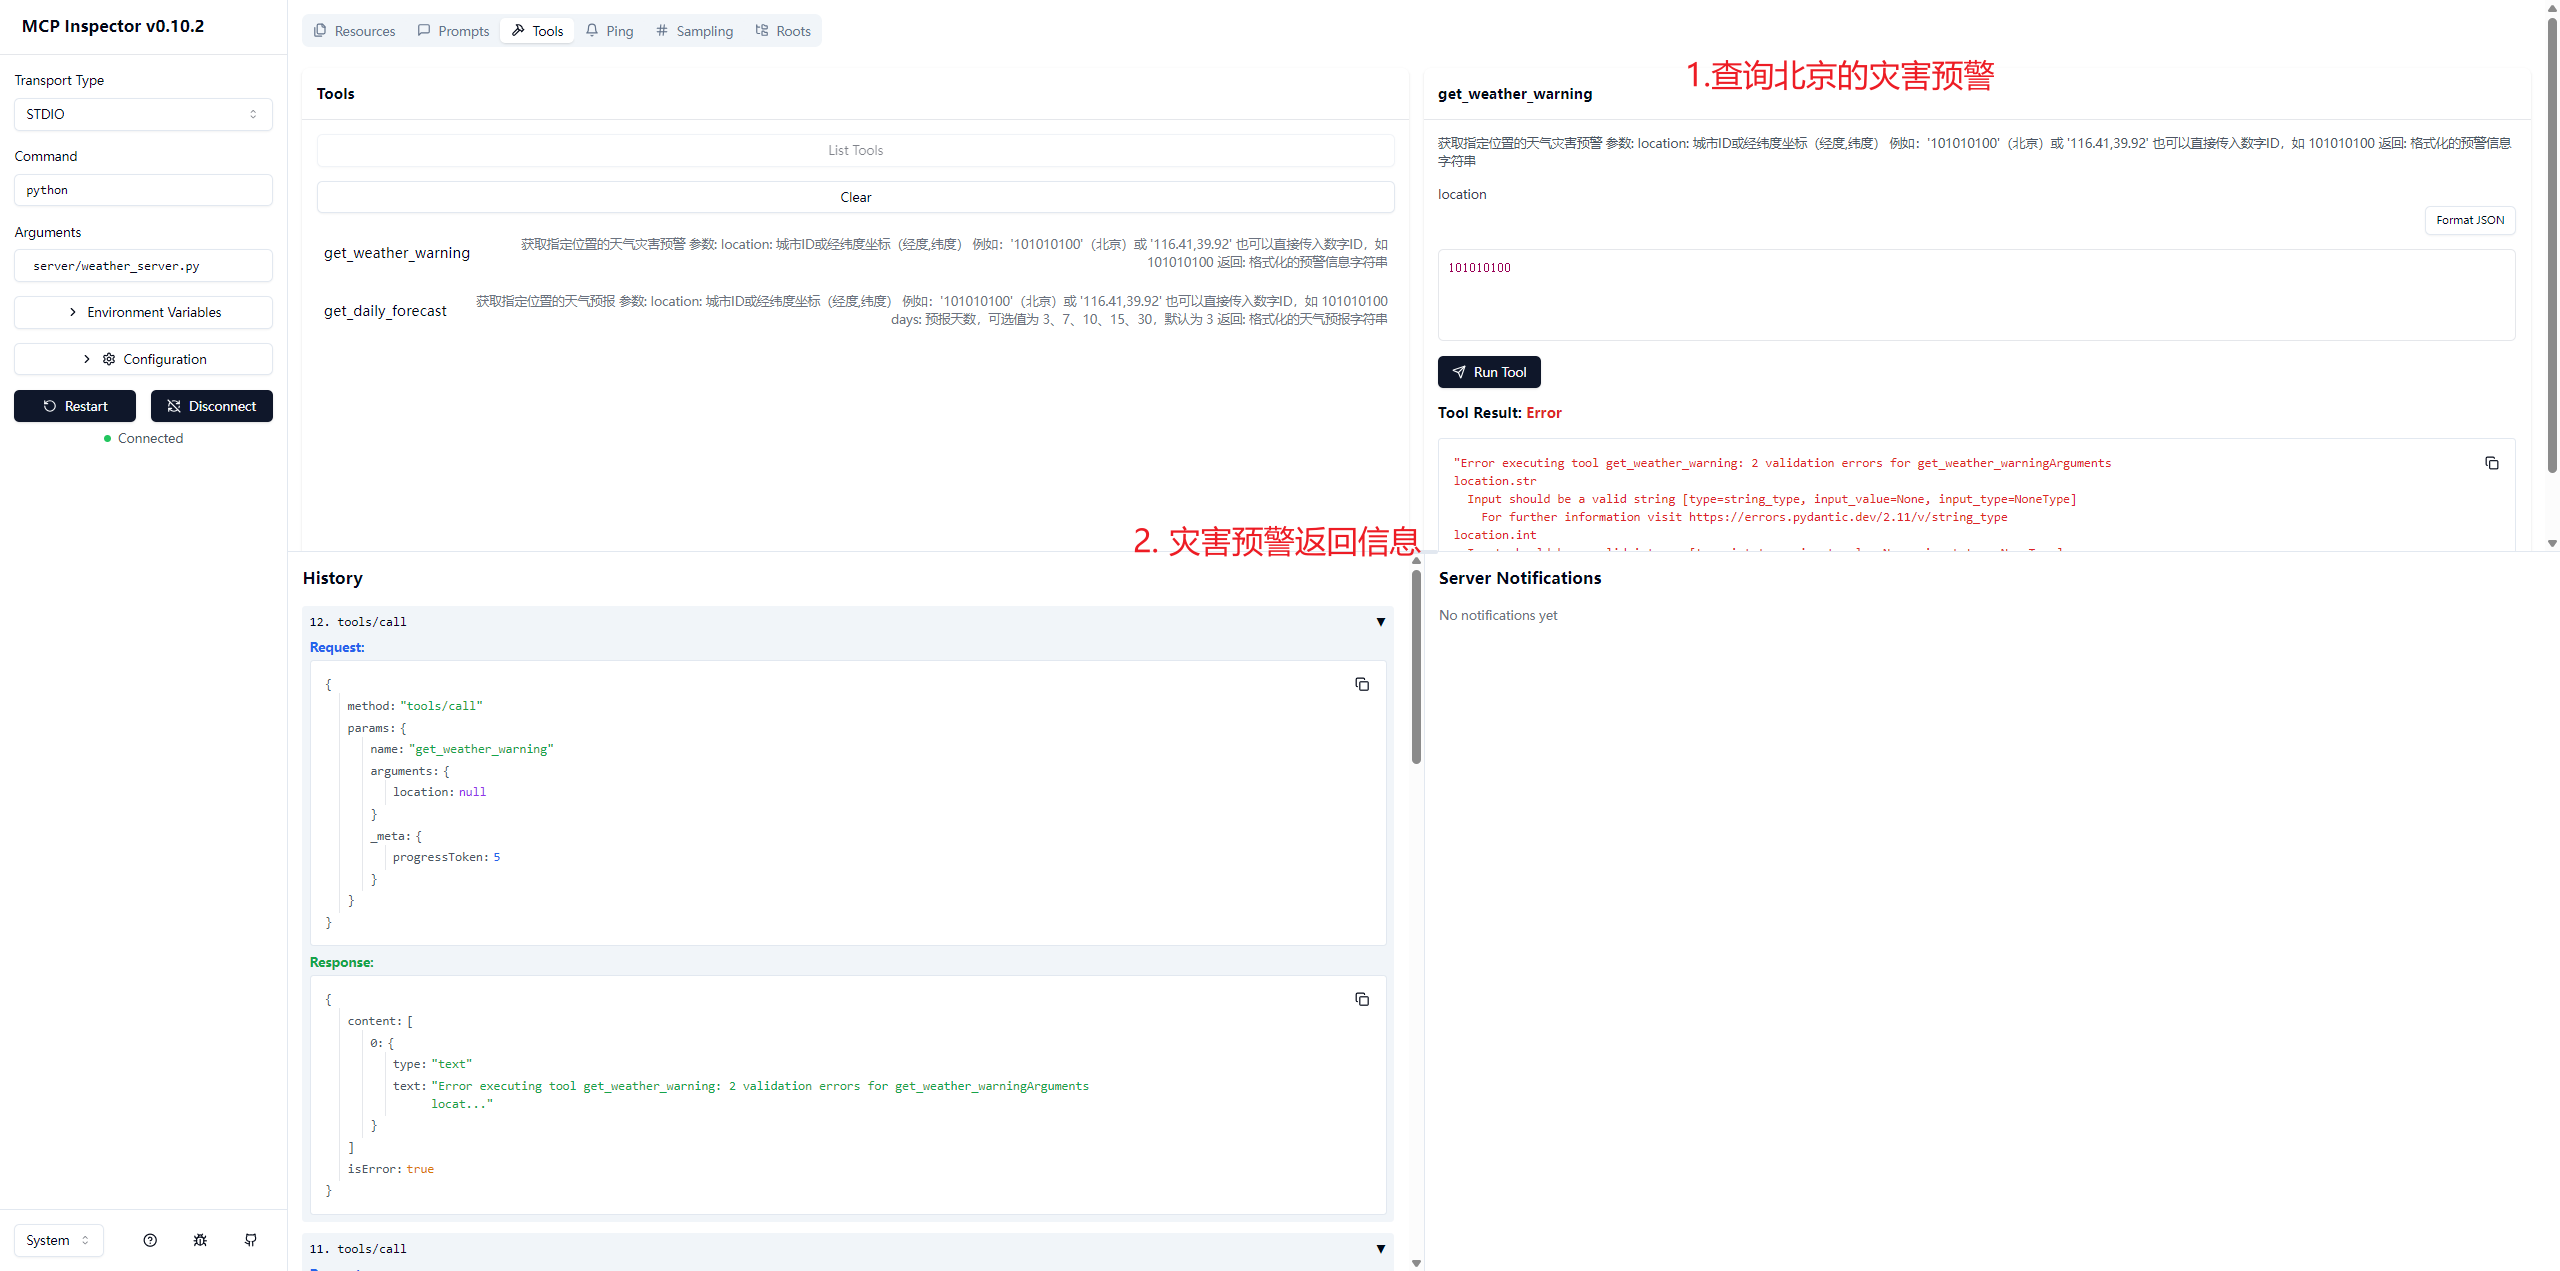 MCP Inspector v0.10.2
Transport Type
STDIO
Command
python
Arguments
server/weather_server.py
Environment Variables
Configuration
Restart
Disconnect
Connected
System
Resources
Prompts
Tools
Ping
Sampling
Roots
Tools
List Tools
Clear
get_weather_warning
获取指定位置的天气灾害预警 参数: location: 城市ID或经纬度坐标（经度,纬度） 例如：'101010100'（北京）或 '116.41,39.92' 也可以直接传入数字ID，如
101010100 返回: 格式化的预警信息字符串
get_daily_forecast
获取指定位置的天气预报 参数: location: 城市ID或经纬度坐标（经度,纬度） 例如：'101010100'（北京）或 '116.41,39.92' 也可以直接传入数字ID，如 101010100
days: 预报天数，可选值为 3、7、10、15、30，默认为 3 返回: 格式化的天气预报字符串
1.查询北京的灾害预警
get_weather_warning
获取指定位置的天气灾害预警 参数: location: 城市ID或经纬度坐标（经度,纬度） 例如：'101010100'（北京）或 '116.41,39.92' 也可以直接传入数字ID，如 101010100 返回: 格式化的预警信息
字符串
location
Format JSON
101010100
Run Tool
Tool Result: Error
"Error executing tool get_weather_warning: 2 validation errors for get_weather_warningArguments
location.str
Input should be a valid string [type=string_type, input_value=None, input_type=NoneType]
For further information visit https://errors.pydantic.dev/2.11/v/string_type
location.int
2. 灾害预警返回信息
History
12. tools/call
▼
Request:
{
method: "tools/call"
params: {
name: "get_weather_warning"
arguments: {
location: null
}
_meta: {
progressToken: 5
}
}
}
Response:
{
content: [
0: {
type: "text"
text: "Error executing tool get_weather_warning: 2 validation errors for get_weather_warningArguments
locat..."
}
]
isError: true
}
11. tools/call
▼
Server Notifications
No notifications yet